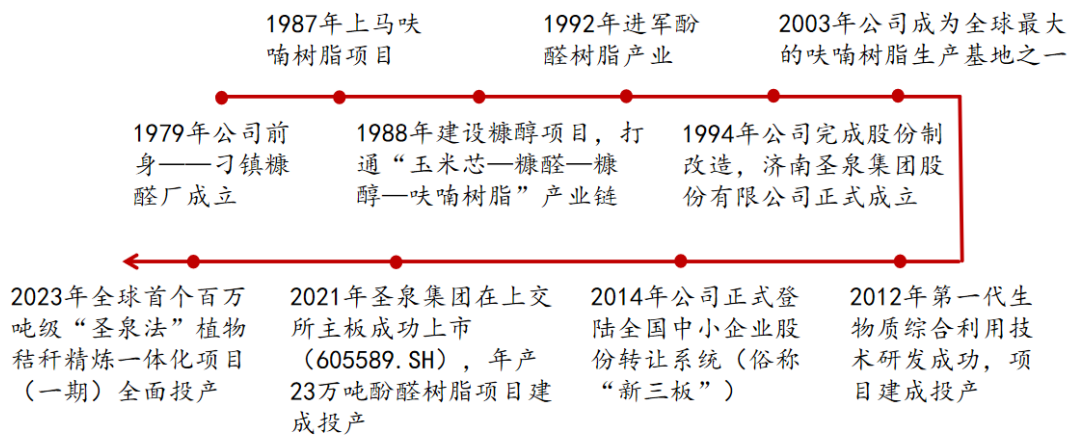 1987年上马呋
喃树脂项目
1992年进军酚
醛树脂产业
2003年公司成为全球最大
的呋喃树脂生产基地之一
1979年公司前
身——刁镇糠
醛厂成立
1988年建设糠醇项目，打
通“玉米芯—糠醛—糠
醇—呋喃树脂”产业链
1994年公司完成股份制
改造，济南圣泉集团股
份有限公司正式成立
2023年全球首个百万
吨级“圣泉法”植物
秸秆精炼一体化项目
（一期）全面投产
2021年圣泉集团在上交
所主板成功上市
（605589.SH），年产
23万吨酚醛树脂项目建
成投产
2014年公司正式登
陆全国中小企业股
份转让系统（俗称
“新三板”）
2012年第一代生
物质综合利用技
术研发成功，项
目建成投产